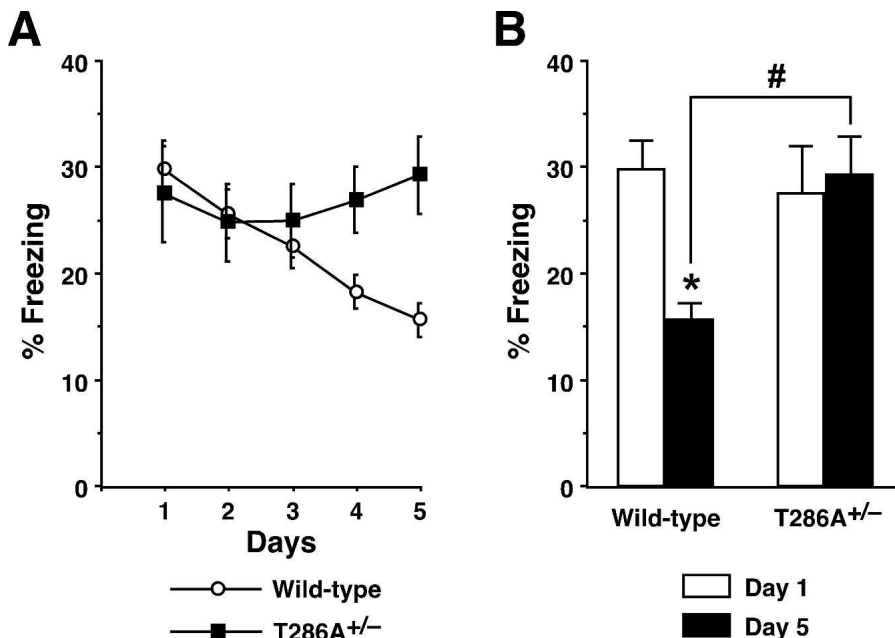 A
B
40
30
20
10
0
% Freezing
1 2 3 4 5
Days
Wild-type
T286A+/–
40
30
20
10
0
% Freezing
#
*
Wild-type T286A+/–
Day 1
Day 5